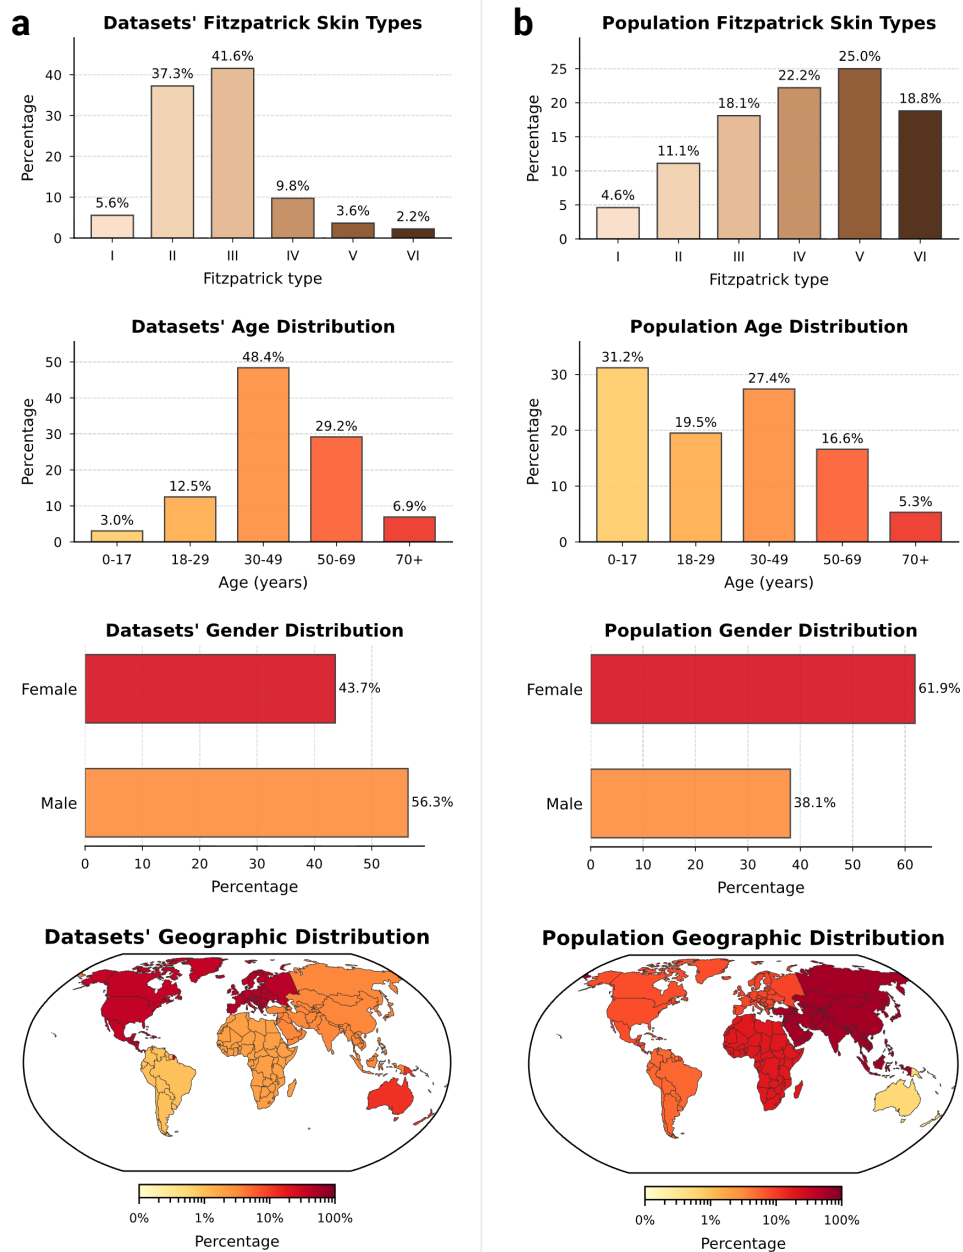 a
Datasets' Fitzpatrick Skin Types
Percentage
40
30
20
10
0
5.6%
37.3%
41.6%
9.8%
3.6%
2.2%
I II III IV V VI
Fitzpatrick type
b
Population Fitzpatrick Skin Types
Percentage
25
20
15
10
5
0
4.6%
11.1%
18.1%
22.2%
25.0%
18.8%
I II III IV V VI
Fitzpatrick type
Datasets' Age Distribution
Percentage
50
40
30
20
10
0
3.0%
12.5%
48.4%
29.2%
6.9%
0-17 18-29 30-49 50-69 70+
Age (years)
Population Age Distribution
Percentage
30
20
10
0
31.2%
19.5%
27.4%
16.6%
5.3%
0-17 18-29 30-49 50-69 70+
Age (years)
Datasets' Gender Distribution
Female
43.7%
Male
56.3%
0 10 20 30 40 50
Percentage
Population Gender Distribution
Female
61.9%
Male
38.1%
0 10 20 30 40 50 60
Percentage
Datasets' Geographic Distribution
0% 1% 10% 100%
Percentage
Population Geographic Distribution
0% 1% 10% 100%
Percentage